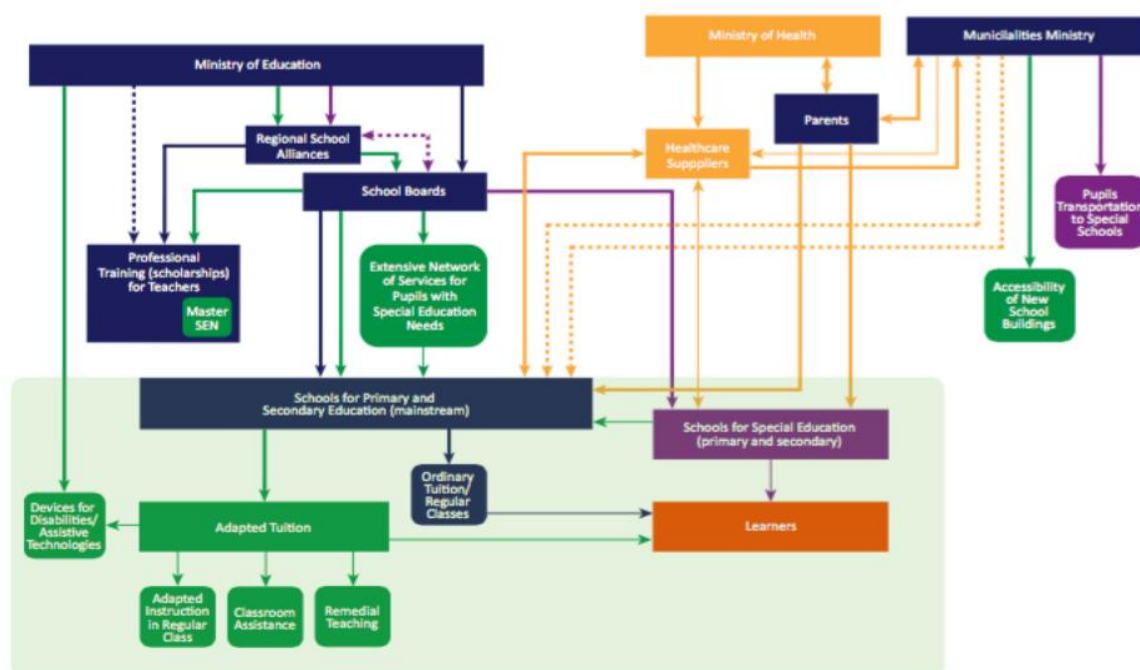 Ministry of Education
Ministry of Health
Municilalities Ministry
Regional School
Alliances
Parents
Healthcare
Supppliers
School Boards
Pupils
Transportation
to Special
Schools
Professional
Training (scholarships)
for Teachers
Master
SEN
Extensive Network
of Services for
Pupils with
Special Education
Needs
Accessibility
of New
School
Buildings
Schools for Primary and
Secondary Education (mainstream)
Schools for Special Education
(primary and secondary)
Ordinary
Tuition/
Regular
Classes
Devices for
Disabilities/
Assistive
Technologies
Adapted Tuition
Learners
Adapted
Instruction
in Regular
Class
Classroom
Assistance
Remedial
Teaching